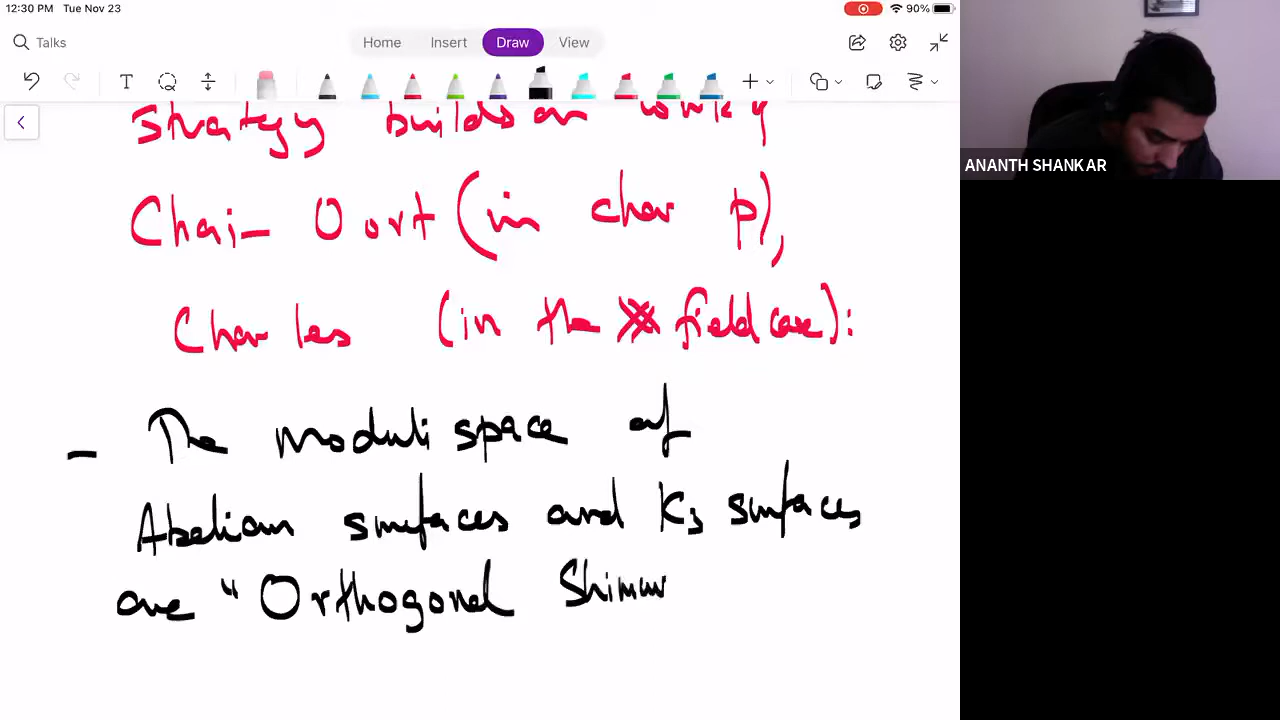 12:30 PM Tue Nov 23
90%
Talks
Home Insert Draw View
T
ANANTH SHANKAR
strategy builds on work of
Chai-Oort (in char p),
Charles (in the field case):
- The moduli space of
Abelian surfaces and K3 surfaces
are "Orthogonal Shimu